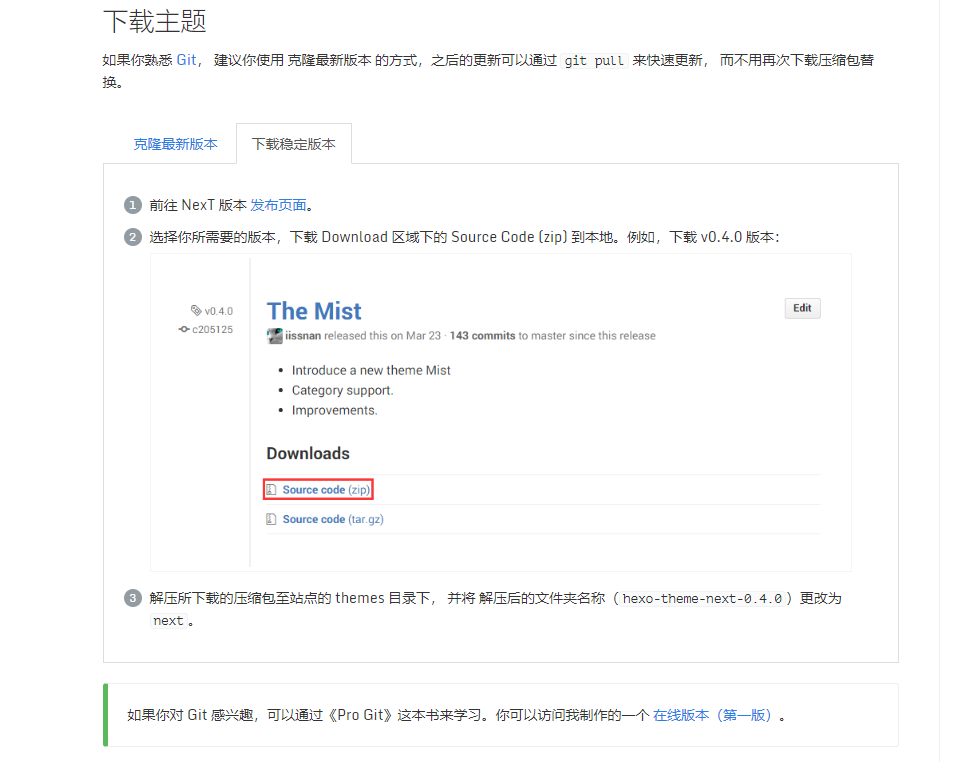 下载主题
如果你熟悉 Git， 建议你使用 克隆最新版本 的方式，之后的更新可以通过 git pull 来快速更新， 而不用再次下载压缩包替
换。
克隆最新版本 下载稳定版本
1 前往 NexT 版本 发布页面。
2 选择你所需要的版本，下载 Download 区域下的 Source Code (zip) 到本地。例如，下载 v0.4.0 版本：
v0.4.0 The Mist Edit
c205125 iissnan released this on Mar 23 · 143 commits to master since this release
• Introduce a new theme Mist
• Category support.
• Improvements.
Downloads
Source code (zip)
Source code (tar.gz)
3 解压所下载的压缩包至站点的 themes 目录下， 并将 解压后的文件夹名称（ hexo-theme-next-0.4.0 ）更改为
next 。
如果你对 Git 感兴趣，可以通过《Pro Git》这本书来学习。你可以访问我制作的一个 在线版本（第一版）。